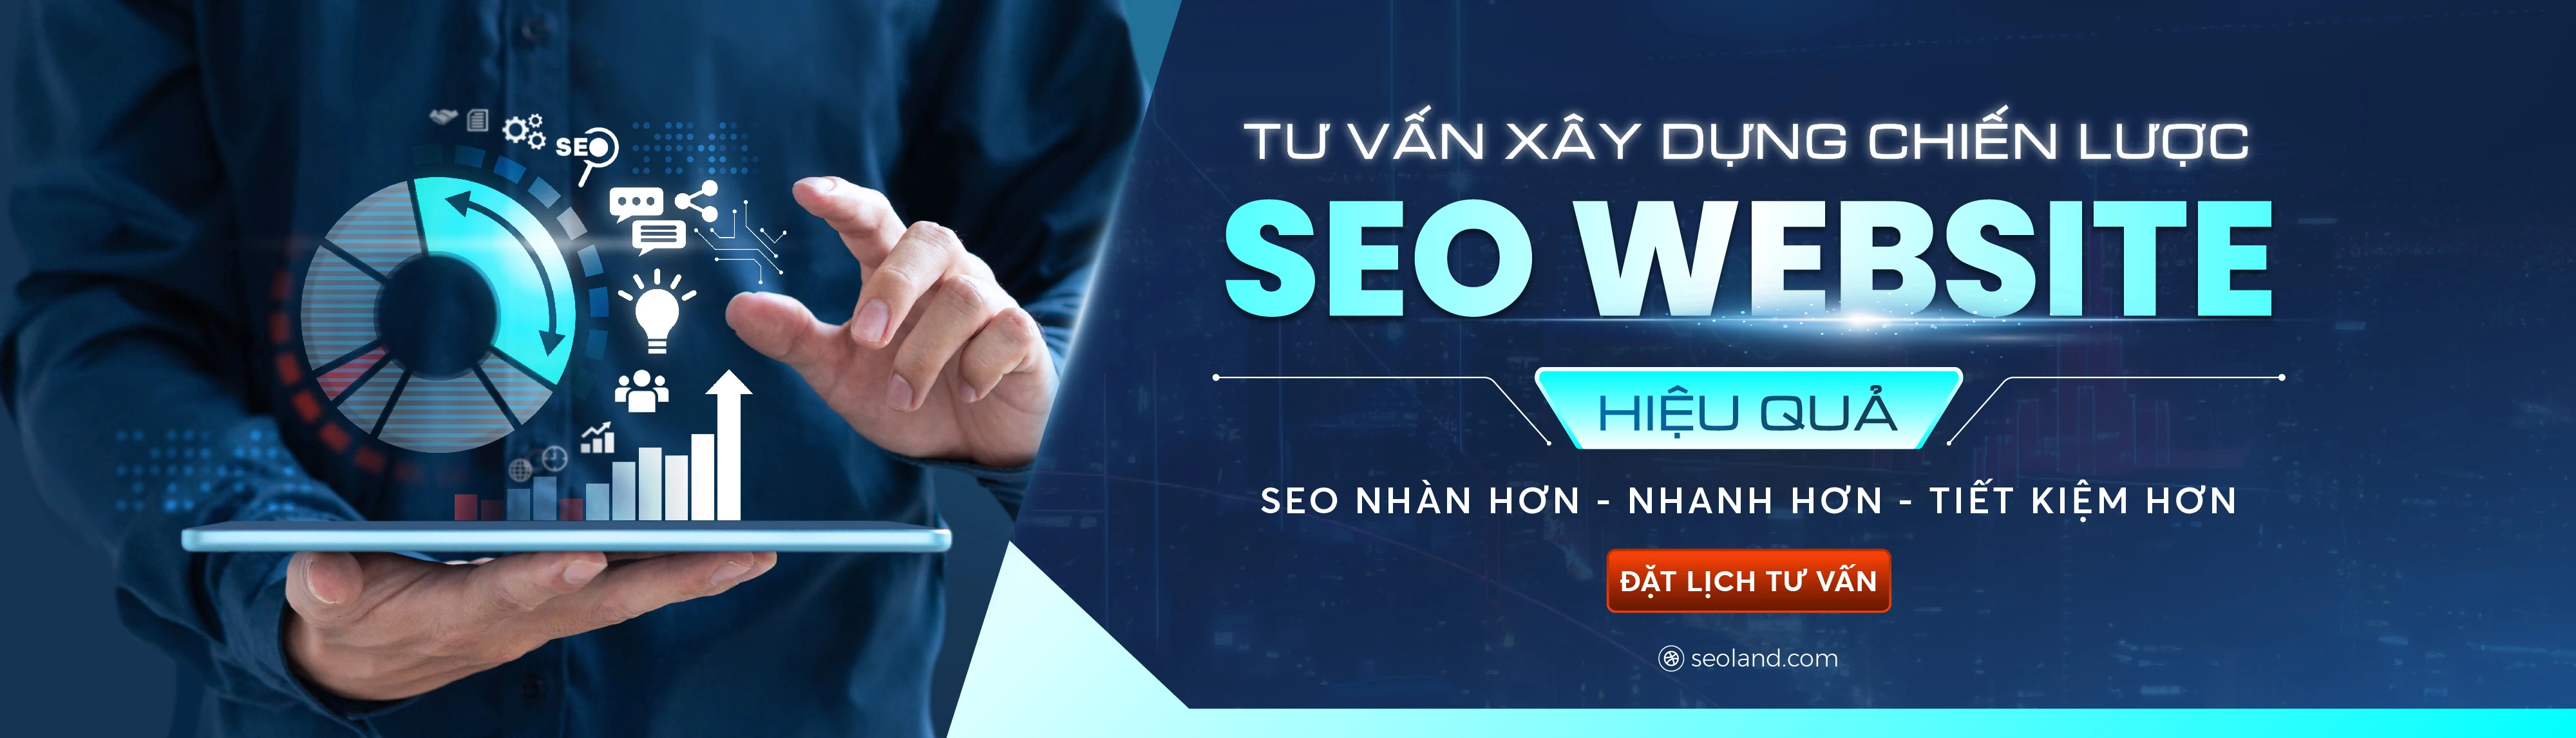 SEO
TƯ VẤN XÂY DỰNG CHIẾN LƯỢC
SEO WEBSITE
HIỆU QUẢ
SEO NHÀN HƠN - NHANH HƠN - TIẾT KIỆM HƠN
ĐẶT LỊCH TƯ VẤN
seoland.com